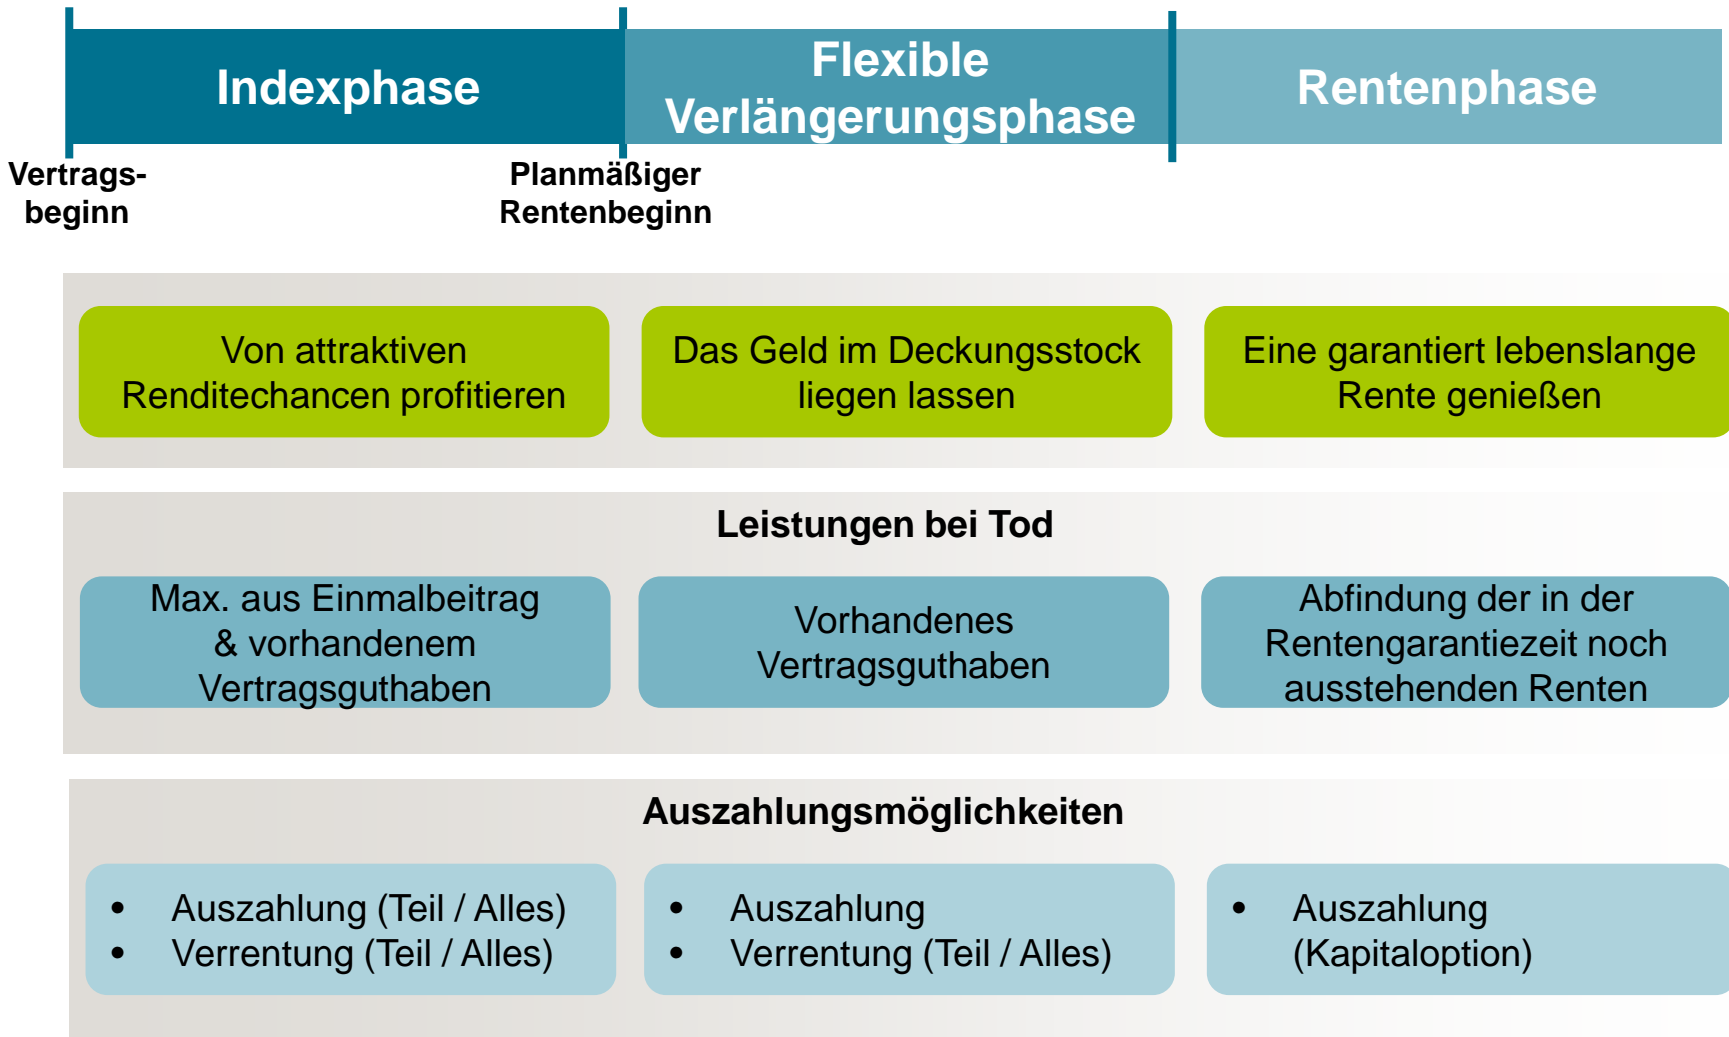 Indexphase
Flexible
Verlängerungsphase
Rentenphase
Vertrags-
beginn
Planmäßiger
Rentenbeginn
Von attraktiven
Renditechancen profitieren
Das Geld im Deckungsstock
liegen lassen
Eine garantiert lebenslange
Rente genießen
Leistungen bei Tod
Max. aus Einmalbeitrag
& vorhandenem
Vertragsguthaben
Vorhandenes
Vertragsguthaben
Abfindung der in der
Rentengarantiezeit noch
ausstehenden Renten
Auszahlungsmöglichkeiten
• Auszahlung (Teil / Alles)
• Verrentung (Teil / Alles)
• Auszahlung
• Verrentung (Teil / Alles)
• Auszahlung
(Kapitaloption)